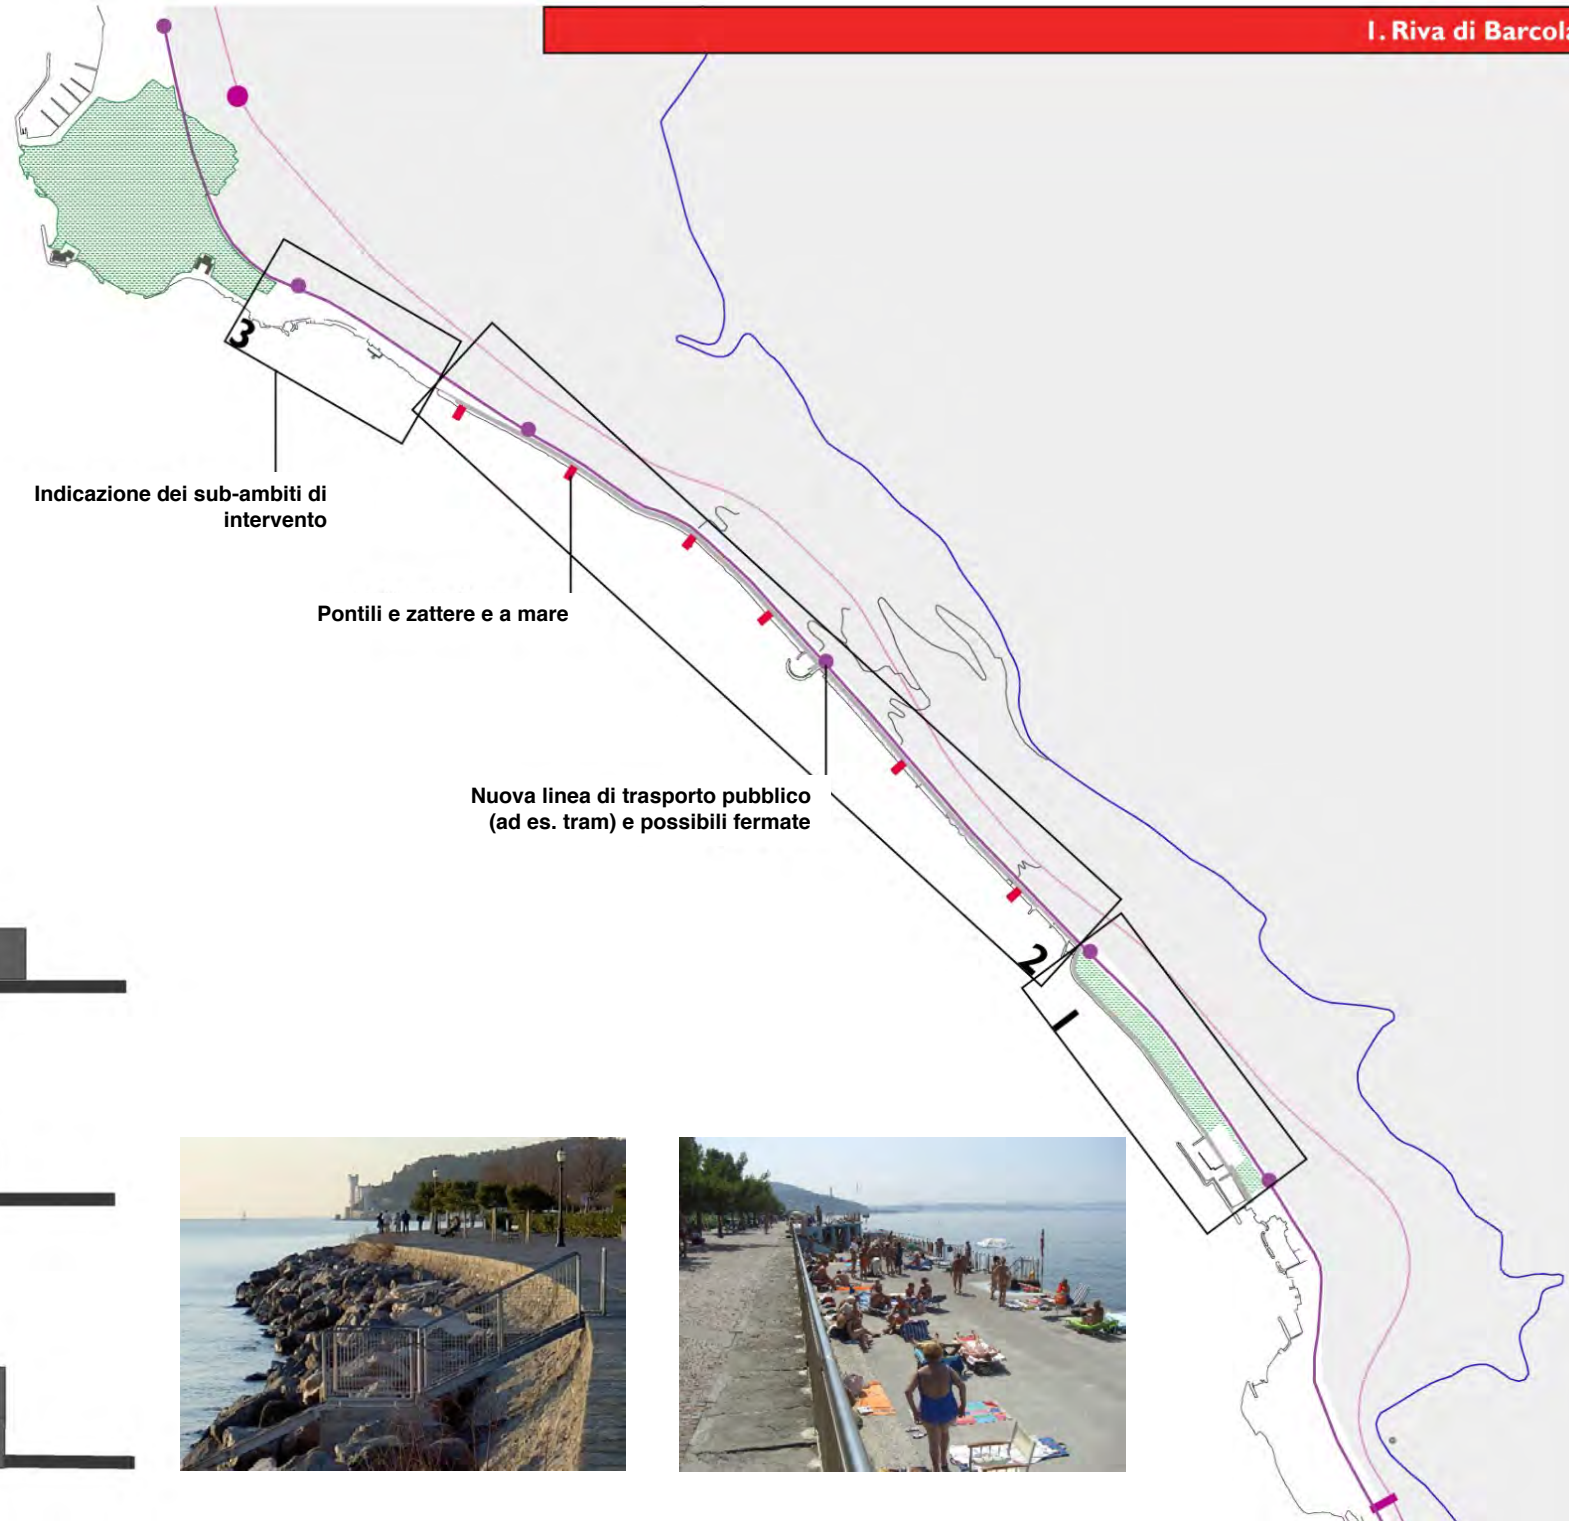 1. Riva di Barcola
3
Indicazione dei sub-ambiti di
intervento
Pontili e zattere e a mare
Nuova linea di trasporto pubblico
(ad es. tram) e possibili fermate
2
1